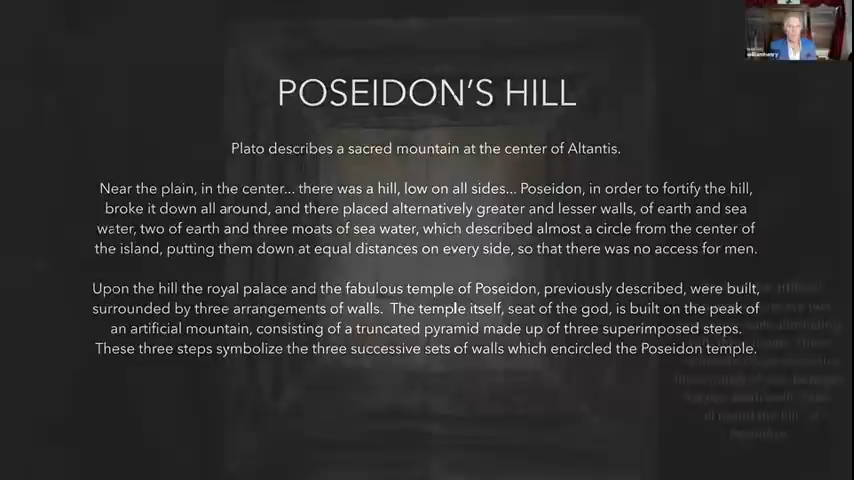 POSEIDON'S HILL
Plato describes a sacred mountain at the center of Altantis.
Near the plain, in the center... there was a hill, low on all sides... Poseidon, in order to fortify the hill,
broke it down all around, and there placed alternatively greater and lesser walls, of earth and sea
water, two of earth and three moats of sea water, which described almost a circle from the center of
the island, putting them down at equal distances on every side, so that there was no access for men.
Upon the hill the royal palace and the fabulous temple of Poseidon, previously described, were built,
surrounded by three arrangements of walls. The temple itself, seat of the god, is built on the peak of
an artificial mountain, consisting of a truncated pyramid made up of three superimposed steps.
These three steps symbolize the three successive sets of walls which encircled the Poseidon temple.